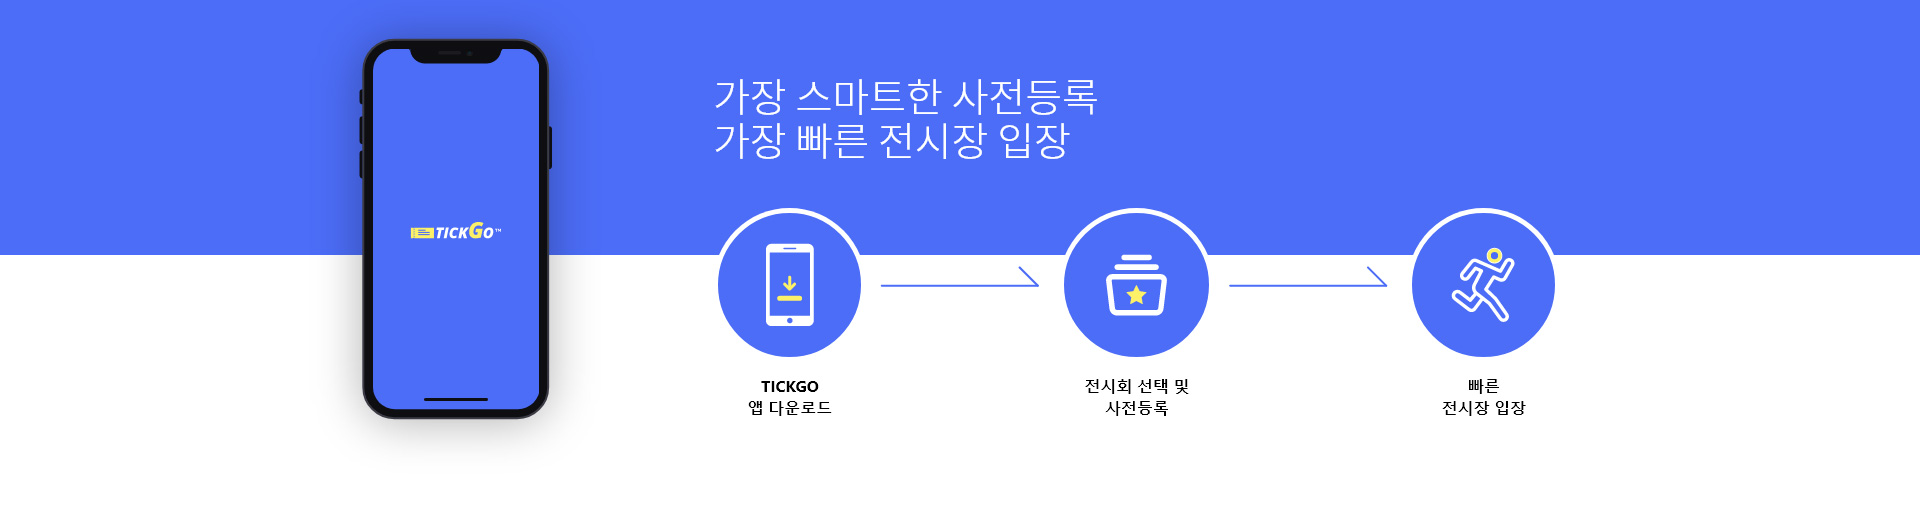 가장 스마트한 사전등록
가장 빠른 전시장 입장
TICKGO™
TICKGO
앱 다운로드
전시회 선택 및
사전등록
빠른
전시장 입장